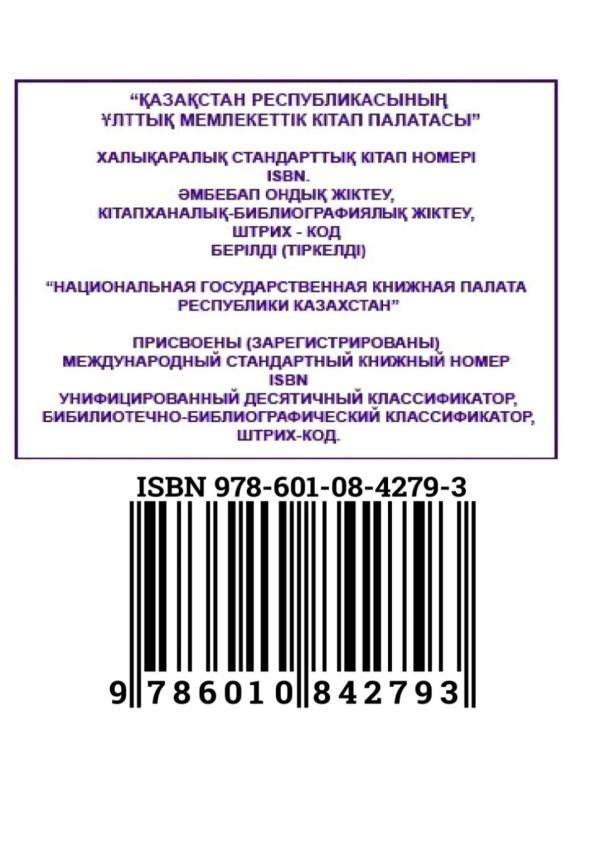 “ҚАЗАҚСТАН РЕСПУБЛИКАСЫНЫҢ
ҰЛТТЫҚ МЕМЛЕКЕТТІК КІТАП ПАЛАТАСЫ”
ХАЛЫҚАРАЛЫҚ СТАНДАРТТЫҚ КІТАП НОМЕРІ
ISBN.
ӘМБЕБАП ОНДЫҚ ЖІКТЕУ,
КІТАПХАНАЛЫҚ-БИБЛИОГРАФИЯЛЫҚ ЖІКТЕУ,
ШТРИХ - КОД
БЕРІЛДІ (ТІРКЕЛДІ)
“НАЦИОНАЛЬНАЯ ГОСУДАРСТВЕННАЯ КНИЖНАЯ ПАЛАТА
РЕСПУБЛИКИ КАЗАХСТАН”
ПРИСВОЕНЫ (ЗАРЕГИСТРИРОВАНЫ)
МЕЖДУНАРОДНЫЙ СТАНДАРТНЫЙ КНИЖНЫЙ НОМЕР
ISBN
УНИФИЦИРОВАННЫЙ ДЕСЯТИЧНЫЙ КЛАССИФИКАТОР,
БИБИЛИОТЕЧНО-БИБЛИОГРАФИЧЕСКИЙ КЛАССИФИКАТОР,
ШТРИХ-КОД.
ISBN 978-601-08-4279-3
9 786010 842793